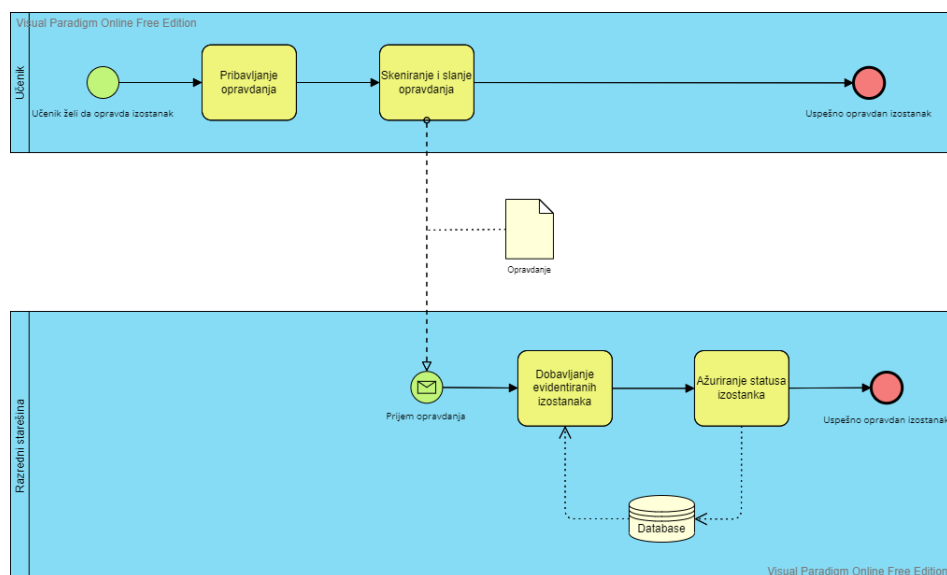 Visual Paradigm Online Free Edition
Učenik
Pribavljanje
opravdanja
Skeniranje i slanje
opravdanja
Učenik želi da opravda izostanak
Uspešno opravdan izostanak
Opravdanje
Razredni starešina
Prijem opravdanja
Dobavljanje
evidentiranih
izostanaka
Ažuriranje statusa
izostanka
Uspešno opravdan izostanak
Database
Visual Paradigm Online Free Edition